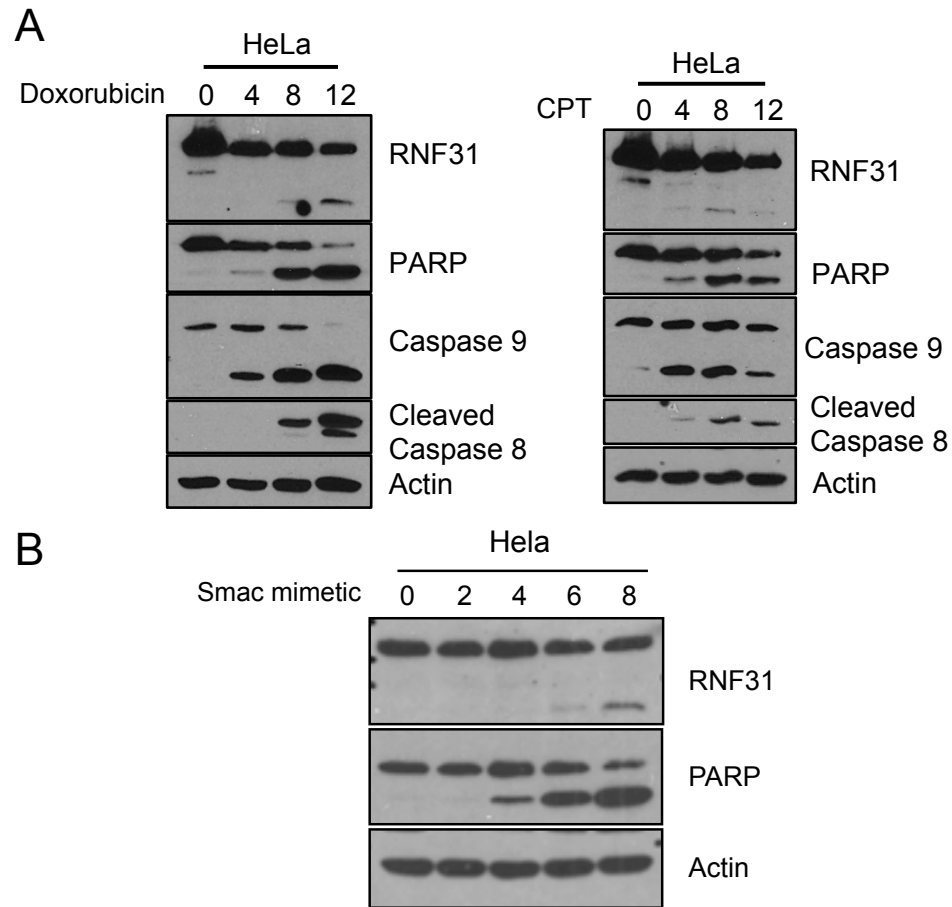 A
HeLa
Doxorubicin 0 4 8 12
RNF31
PARP
Caspase 9
Cleaved
Caspase 8
Actin
HeLa
CPT 0 4 8 12
RNF31
PARP
Caspase 9
Cleaved
Caspase 8
Actin
B
Hela
Smac mimetic 0 2 4 6 8
RNF31
PARP
Actin